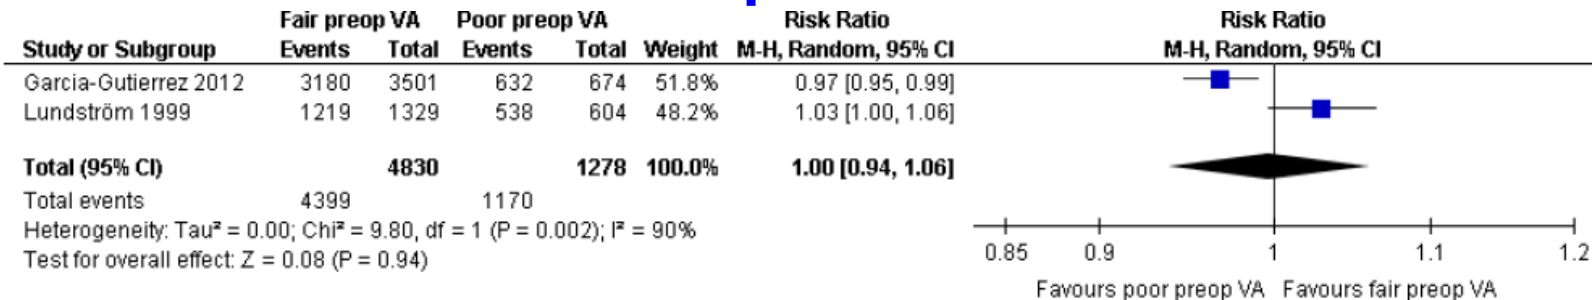 Fair preop VA Poor preop VA Risk Ratio Risk Ratio
Study or Subgroup Events Total Events Total Weight M-H, Random, 95% CI M-H, Random, 95% CI
Garcia-Gutierrez 2012 3180 3501 632 674 51.8% 0.97 [0.95, 0.99]
Lundström 1999 1219 1329 538 604 48.2% 1.03 [1.00, 1.06]
Total (95% CI) 4830 1278 100.0% 1.00 [0.94, 1.06]
Total events 4399 1170
Heterogeneity: Tau² = 0.00; Chi² = 9.80, df = 1 (P = 0.002); I² = 90%
Test for overall effect: Z = 0.08 (P = 0.94)
0.85 0.9 1 1.1 1.2
Favours poor preop VA Favours fair preop VA